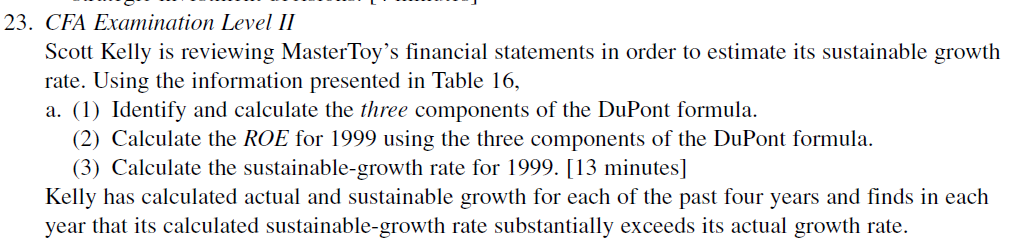 23. CFA Examination Level II
Scott Kelly is reviewing MasterToy's financial statements in order to estimate its sustainable growth
rate. Using the information presented in Table 16,
a. (1) Identify and calculate the three components of the DuPont formula.
(2) Calculate the ROE for 1999 using the three components of the DuPont formula.
(3) Calculate the sustainable-growth rate for 1999. [13 minutes]
Kelly has calculated actual and sustainable growth for each of the past four years and finds in each
year that its calculated sustainable-growth rate substantially exceeds its actual growth rate.